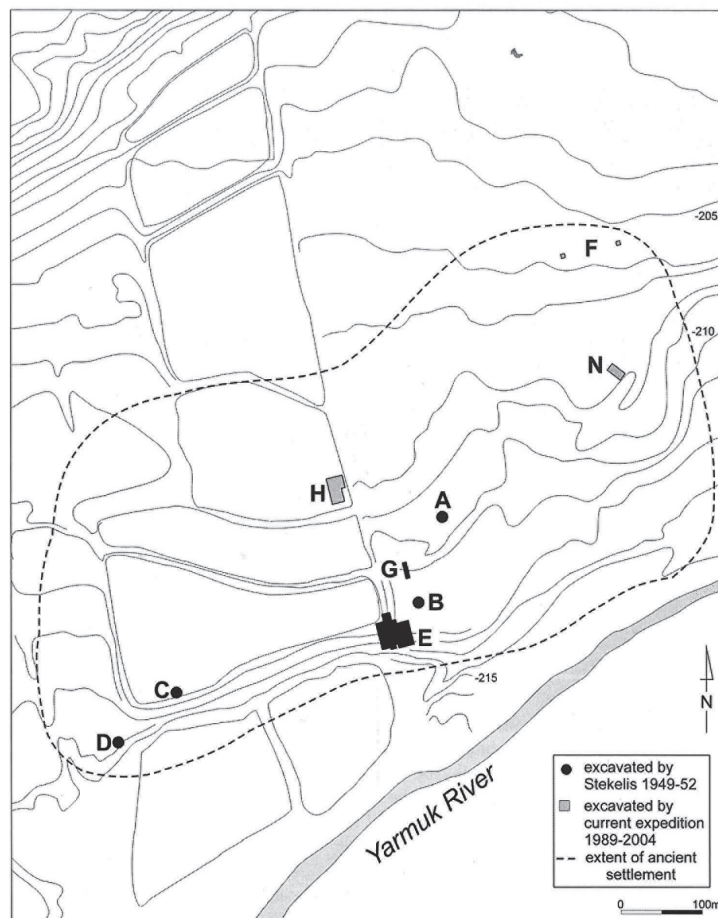 -205
F
-210
N
H
A
G
B
E
C
-215
D
N
Yarmuk River
excavated by
Stekelis 1949-52
excavated by
current expedition
1989-2004
extent of ancient
settlement
0 100m